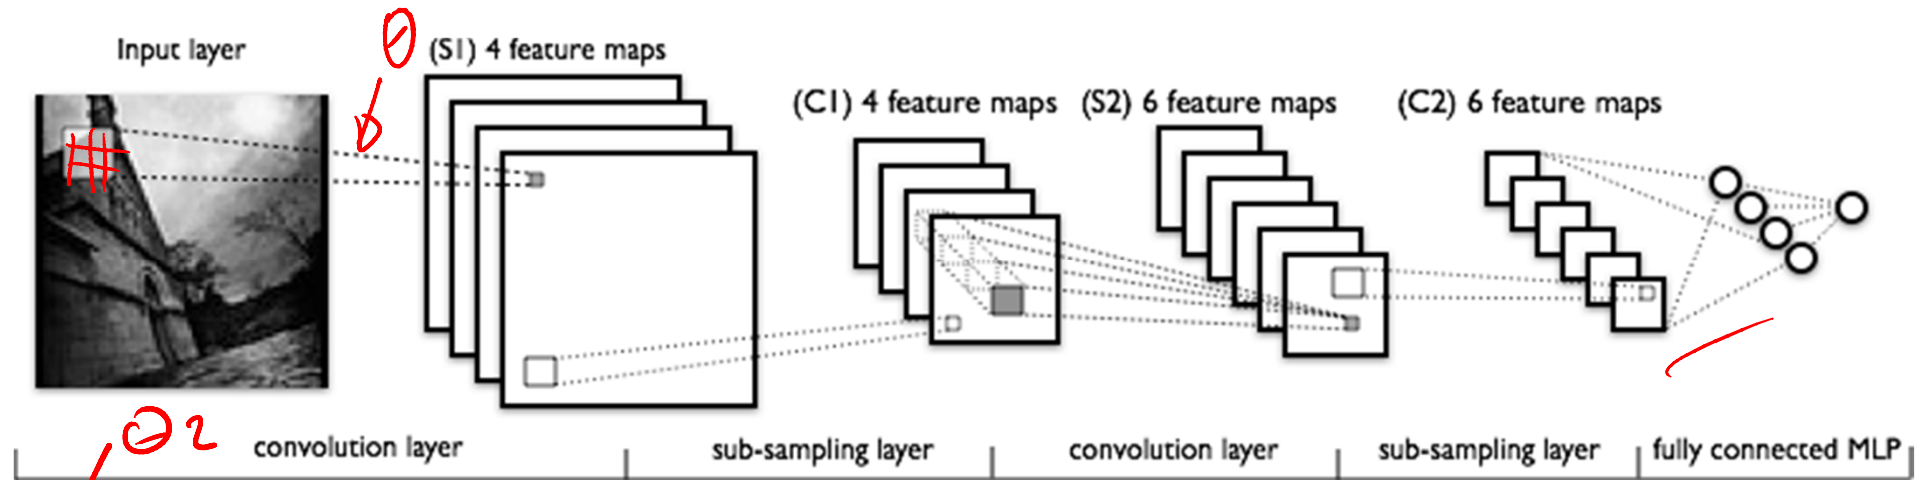 Input layer
(S1) 4 feature maps
(C1) 4 feature maps
(S2) 6 feature maps
(C2) 6 feature maps
θ
θ2
convolution layer
sub-sampling layer
convolution layer
sub-sampling layer
fully connected MLP